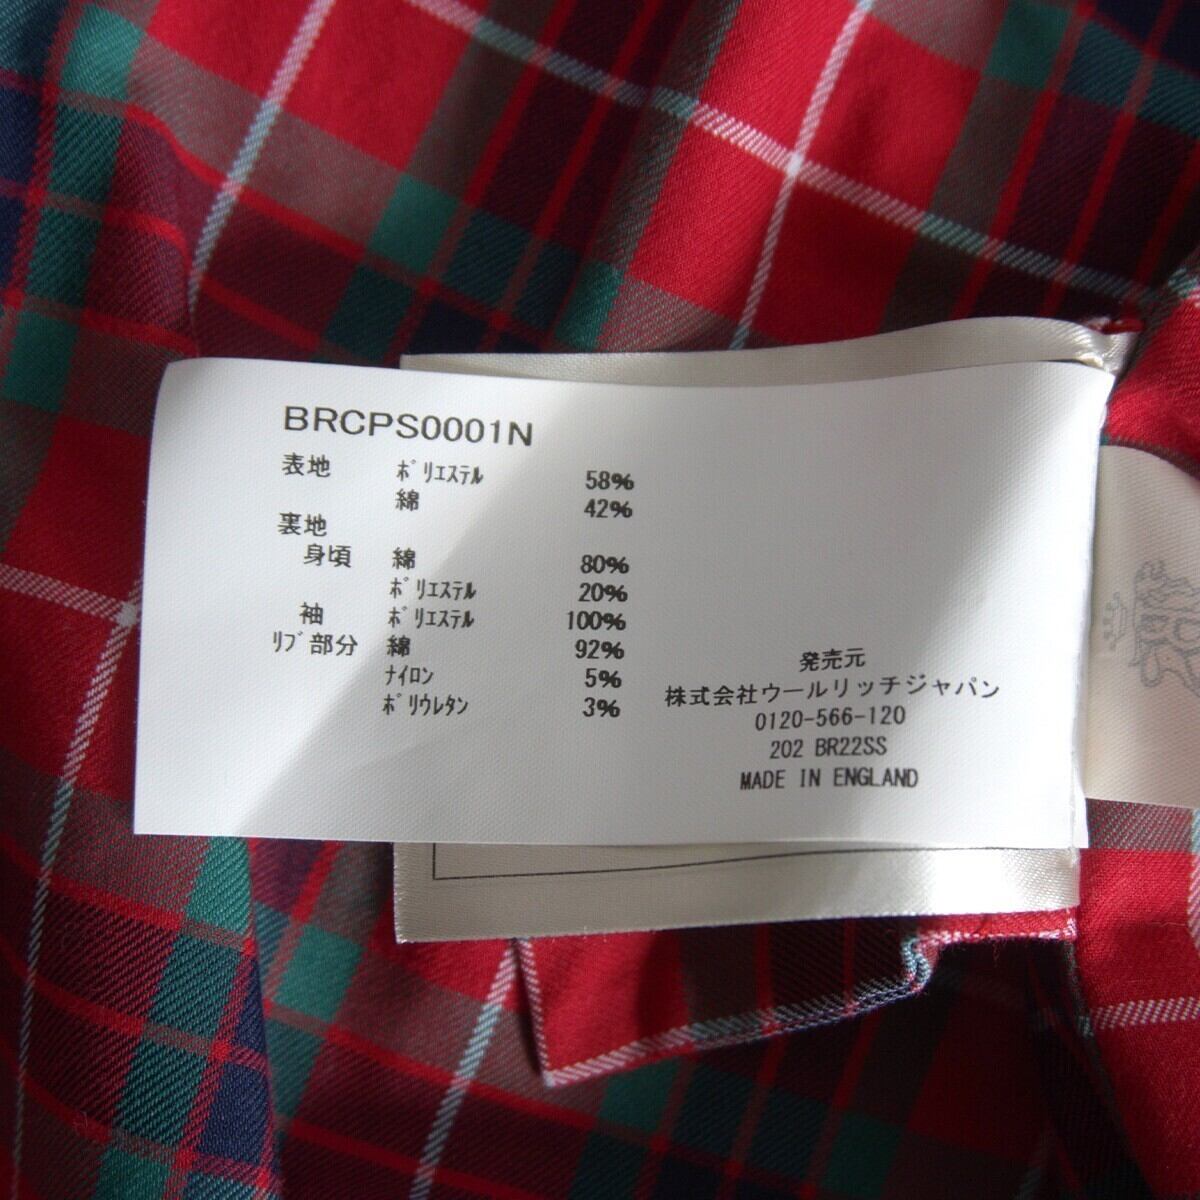 BRCPS0001N
表地 ポリエステル 58%
綿 42%
裏地
身頃 綿 80%
ポリエステル 20%
袖 ポリエステル 100%
リブ部分 綿 92%
ナイロン 5%
ポリウレタン 3%
発売元
株式会社ウールリッチジャパン
0120-566-120
202 BR22SS
MADE IN ENGLAND